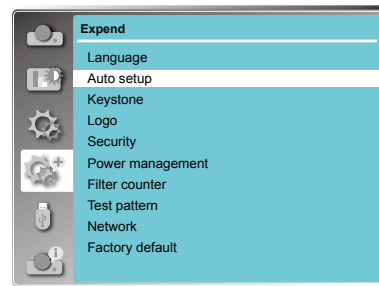 Expend
Language
Auto setup
Keystone
Logo
Security
Power management
Filter counter
Test pattern
Network
Factory default